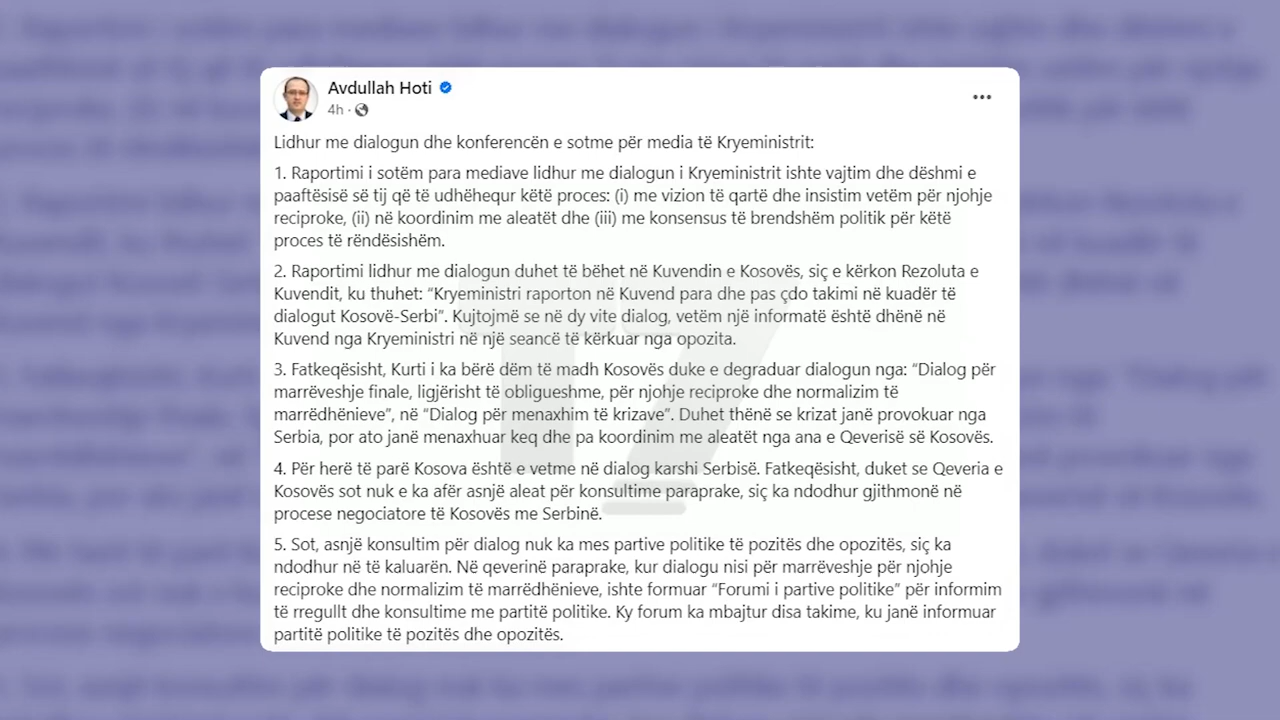 Avdullah Hoti
4h
Lidhur me dialogun dhe konferencën e sotme për media të Kryeministrit:
1. Raportimi i sotëm para mediave lidhur me dialogun i Kryeministrit ishte vajtim dhe dëshmi e
paaftësisë së tij që të udhëhequr këtë proces: (i) me vizion të qartë dhe insistim vetëm për njohje
reciproke, (ii) në koordinim me aleatët dhe (iii) me konsensus të brendshëm politik për këtë
proces të rëndësishëm.
2. Raportimi lidhur me dialogun duhet të bëhet në Kuvendin e Kosovës, siç e kërkon Rezoluta e
Kuvendit, ku thuhet: “Kryeministri raporton në Kuvend para dhe pas çdo takimi në kuadër të
dialogut Kosovë-Serbi”. Kujtojmë se në dy vite dialog, vetëm një informatë është dhënë në
Kuvend nga Kryeministri në një seancë të kërkuar nga opozita.
3. Fatkeqësisht, Kurti i ka bërë dëm të madh Kosovës duke e degraduar dialogun nga: “Dialog për
marrëveshje finale, ligjërisht të obligueshme, për njohje reciproke dhe normalizim të
marrëdhënieve”, në “Dialog për menaxhim të krizave”. Duhet thënë se krizat janë provokuar nga
Serbia, por ato janë menaxhuar keq dhe pa koordinim me aleatët nga ana e Qeverisë së Kosovës.
4. Për herë të parë Kosova është e vetme në dialog karshi Serbisë. Fatkeqësisht, duket se Qeveria e
Kosovës sot nuk e ka afër asnjë aleat për konsultime paraprake, siç ka ndodhur gjithmonë në
procese negociatore të Kosovës me Serbinë.
5. Sot, asnjë konsultim për dialog nuk ka mes partive politike të pozitës dhe opozitës, siç ka
ndodhur në të kaluarën. Në qeverinë paraprake, kur dialogu nisi për marrëveshje për njohje
reciproke dhe normalizim të marrëdhënieve, ishte formuar “Forumi i partive politike” për informim
të rregullt dhe konsultime me partitë politike. Ky forum ka mbajtur disa takime, ku janë informuar
partitë politike të pozitës dhe opozitës.